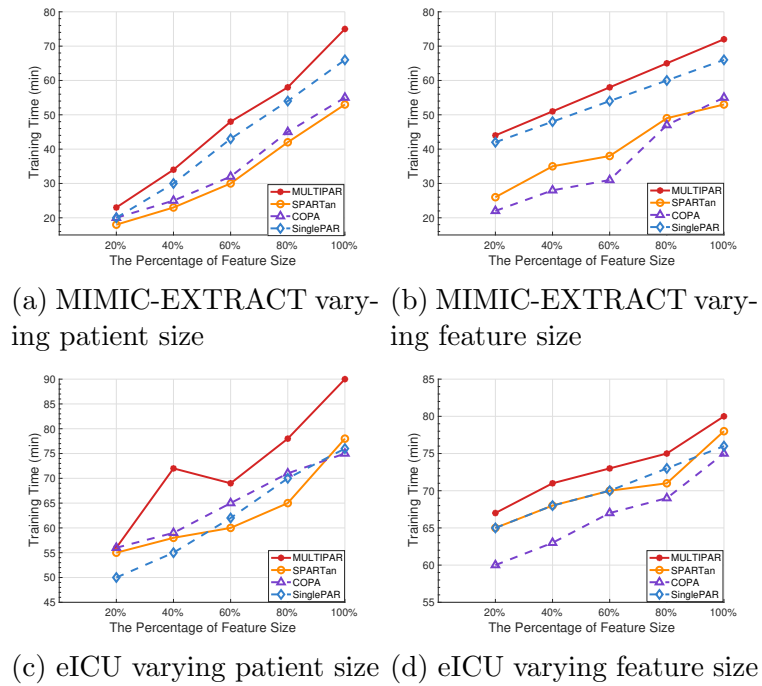 80
70
60
50
40
30
20
Training Time (min)
20% 40% 60% 80% 100%
The Percentage of Feature Size
MULTIPAR
SPARTan
COPA
SinglePAR
(a) MIMIC-EXTRACT vary-
ing patient size
80
70
60
50
40
30
20
Training Time (min)
20% 40% 60% 80% 100%
The Percentage of Feature Size
MULTIPAR
SPARTan
COPA
SinglePAR
(b) MIMIC-EXTRACT vary-
ing feature size
90
85
80
75
70
65
60
55
50
45
Training Time (min)
20% 40% 60% 80% 100%
The Percentage of Feature Size
MULTIPAR
SPARTan
COPA
SinglePAR
(c) eICU varying patient size
85
80
75
70
65
60
55
Training Time (min)
20% 40% 60% 80% 100%
The Percentage of Feature Size
MULTIPAR
SPARTan
COPA
SinglePAR
(d) eICU varying feature size